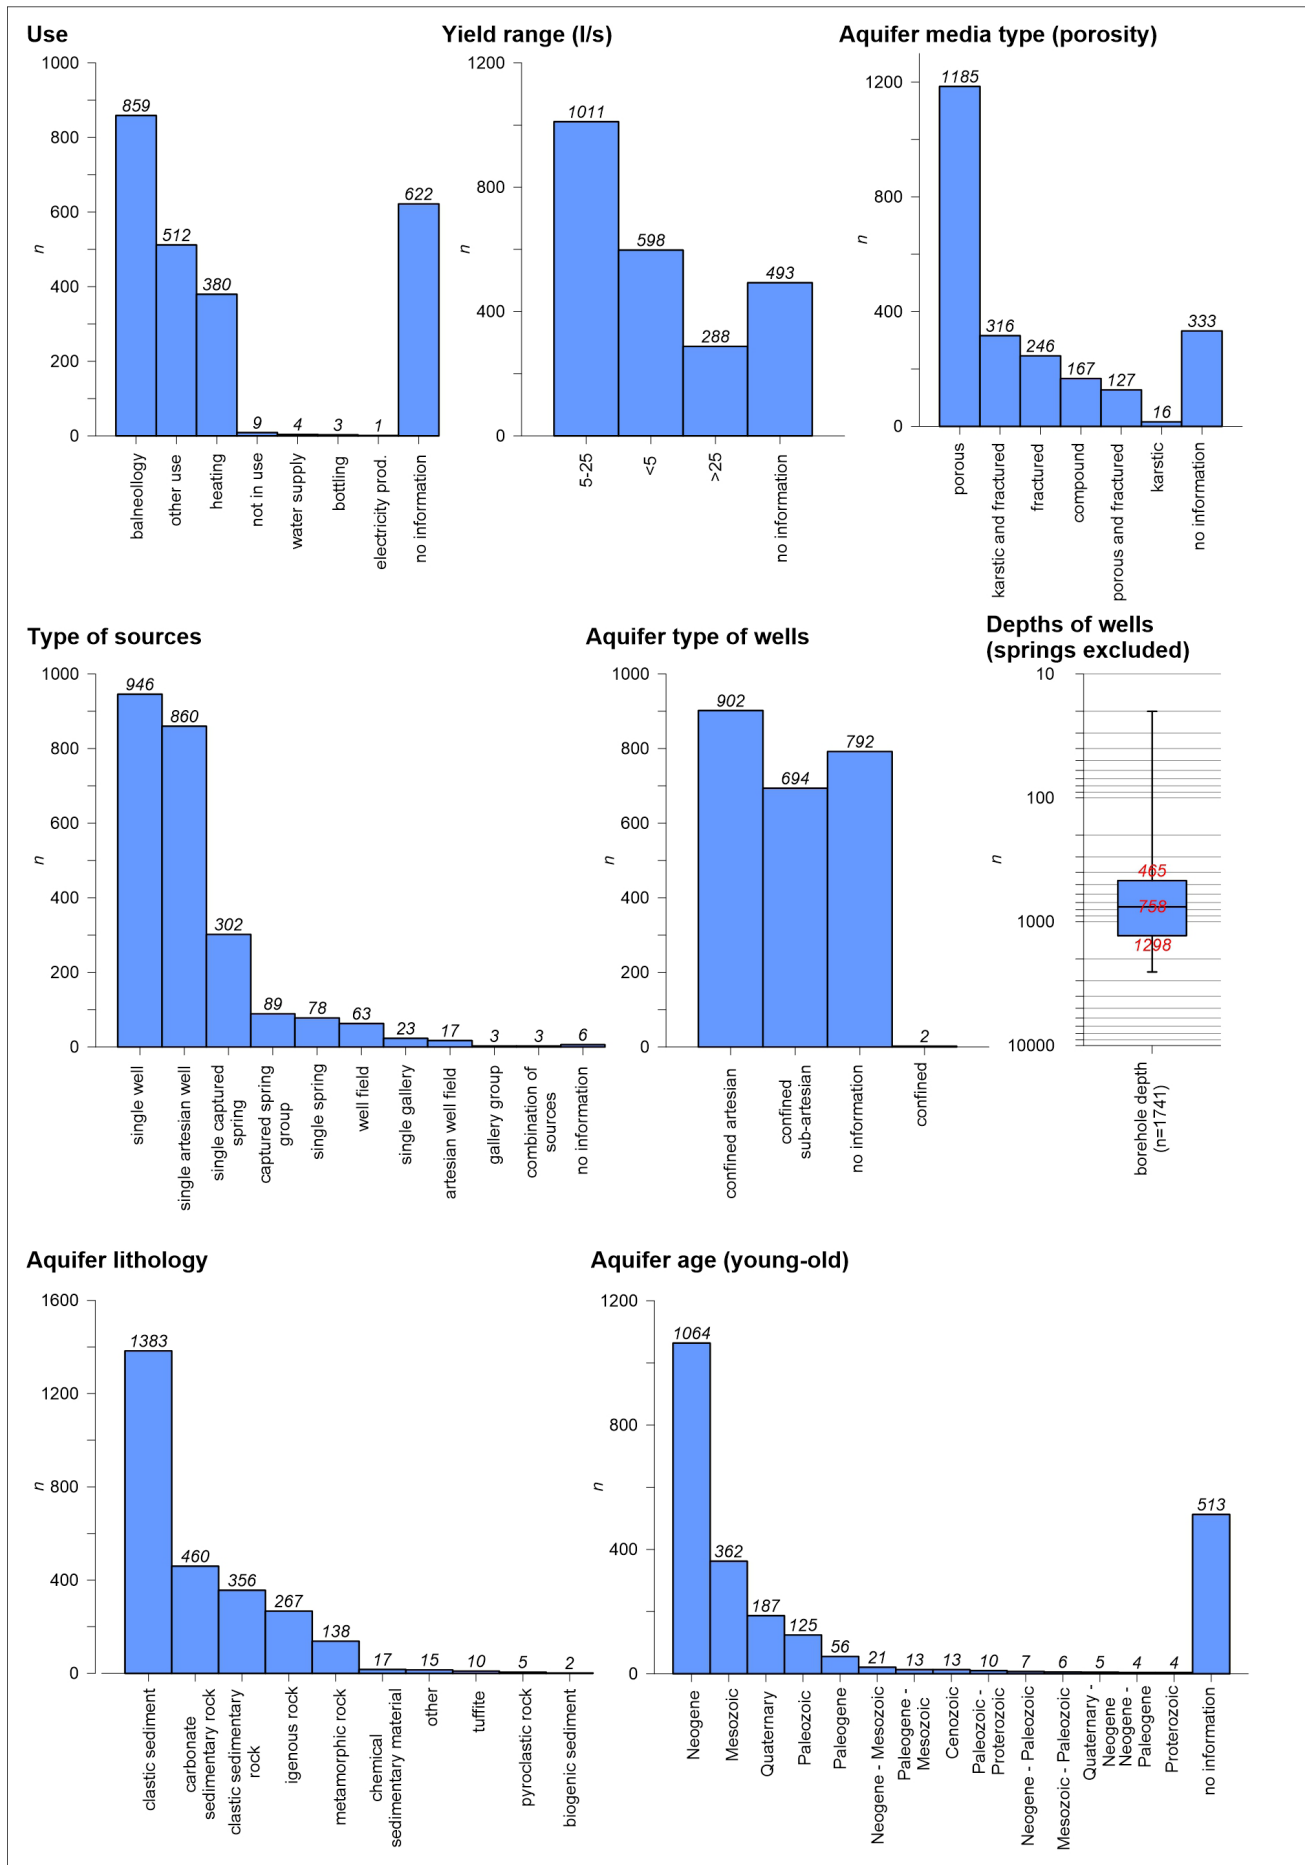 Use
1000
800
600
400
200
0
n
859
512
380
9
4
3
1
622
balneollogy
other use
heating
not in use
water supply
bottling
electricity prod.
no information
Yield range (l/s)
1200
800
400
0
n
1011
598
288
493
5-25
<5
>25
no information
Aquifer media type (porosity)
1200
800
400
0
n
1185
316
246
167
127
16
333
porous
karstic and fractured
fractured
compound
porous and fractured
karstic
no information
Type of sources
1000
800
600
400
200
0
n
946
860
302
89
78
63
23
17
3
3
6
single well
single artesian well
single captured
spring
captured spring
group
single spring
well field
single gallery
artesian well field
gallery group
combination of
sources
no information
Aquifer type of wells
1000
800
600
400
200
0
n
902
694
792
2
confined artesian
confined
sub-artesian
no information
confined
Depths of wells
(springs excluded)
10
100
1000
10000
n
465
758
1298
borehole depth
(n=1741)
Aquifer lithology
1600
1200
800
400
0
n
1383
460
356
267
138
17
15
10
5
2
clastic sediment
carbonate
sedimentary rock
clastic sedimentary
rock
igenous rock
metamorphic rock
chemical
sedimentary material
other
tuffite
pyroclastic rock
biogenic sediment
Aquifer age (young-old)
1200
800
400
0
n
1064
362
187
125
56
21
13
13
10
7
6
5
4
4
513
Neogene
Mesozoic
Quaternary
Paleozoic
Paleogene
Neogene - Mesozoic
Paleogene -
Mesozoic
Cenozoic
Palezoic -
Proterozoic
Neogene - Paleozoic
Mesozoic - Paleozoic
Quaternary -
Neogene
Neogene -
Paleogene
Proterozoic
no information